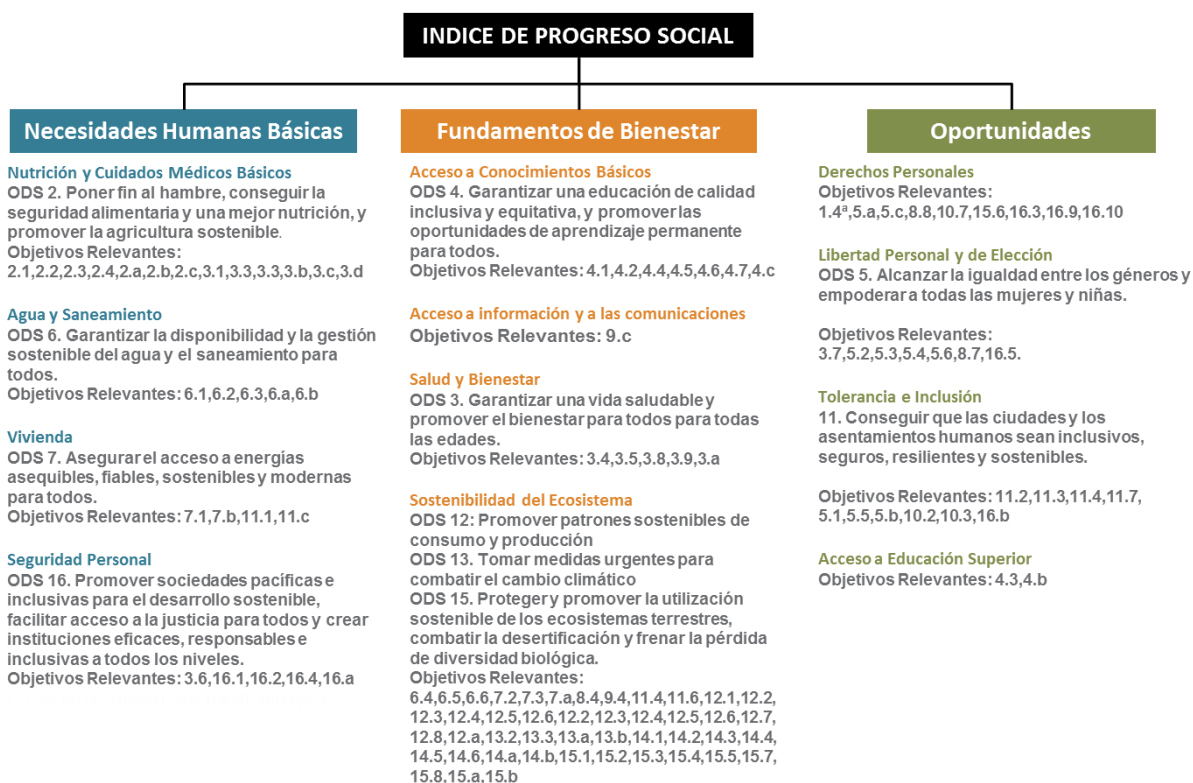 INDICE DE PROGRESO SOCIAL
Necesidades Humanas Básicas
Nutrición y Cuidados Médicos Básicos
ODS 2. Poner fin al hambre, conseguir la
seguridad alimentaria y una mejor nutrición, y
promover la agricultura sostenible.
Objetivos Relevantes:
2.1,2.2,2.3,2.4,2.a,2.b,2.c,3.1,3.3,3.3,3.b,3.c,3.d
Agua y Saneamiento
ODS 6. Garantizar la disponibilidad y la gestión
sostenible del agua y el saneamiento para
todos.
Objetivos Relevantes: 6.1,6.2,6.3,6.a,6.b
Vivienda
ODS 7. Asegurar el acceso a energías
asequibles, fiables, sostenibles y modernas
para todos.
Objetivos Relevantes: 7.1,7.b,11.1,11.c
Seguridad Personal
ODS 16. Promover sociedades pacíficas e
inclusivas para el desarrollo sostenible,
facilitar acceso a la justicia para todos y crear
instituciones eficaces, responsables e
inclusivas a todos los niveles.
Objetivos Relevantes: 3.6,16.1,16.2,16.4,16.a
Fundamentos de Bienestar
Acceso a Conocimientos Básicos
ODS 4. Garantizar una educación de calidad
inclusiva y equitativa, y promover las
oportunidades de aprendizaje permanente
para todos.
Objetivos Relevantes: 4.1,4.2,4.4,4.5,4.6,4.7,4.c
Acceso a información y a las comunicaciones
Objetivos Relevantes: 9.c
Salud y Bienestar
ODS 3. Garantizar una vida saludable y
promover el bienestar para todos para todas
las edades.
Objetivos Relevantes: 3.4,3.5,3.8,3.9,3.a
Sostenibilidad del Ecosistema
ODS 12: Promover patrones sostenibles de
consumo y producción
ODS 13. Tomar medidas urgentes para
combatir el cambio climático
ODS 15. Proteger y promover la utilización
sostenible de los ecosistemas terrestres,
combatir la desertificación y frenar la pérdida
de diversidad biológica.
Objetivos Relevantes:
6.4,6.5,6.6,7.2,7.3,7.a,8.4,9.4,11.4,11.6,12.1,12.2,
12.3,12.4,12.5,12.6,12.2,12.3,12.4,12.5,12.6,12.7,
12.8,12.a,13.2,13.3,13.a,13.b,14.1,14.2,14.3,14.4,
14.5,14.6,14.a,14.b,15.1,15.2,15.3,15.4,15.5,15.7,
15.8,15.a,15.b
Oportunidades
Derechos Personales
Objetivos Relevantes:
1.4ª,5.a,5.c,8.8,10.7,15.6,16.3,16.9,16.10
Libertad Personal y de Elección
ODS 5. Alcanzar la igualdad entre los géneros y
empoderar a todas las mujeres y niñas.
Objetivos Relevantes:
3.7,5.2,5.3,5.4,5.6,8.7,16.5.
Tolerancia e Inclusión
11. Conseguir que las ciudades y los
asentamientos humanos sean inclusivos,
seguros, resilientes y sostenibles.
Objetivos Relevantes: 11.2,11.3,11.4,11.7,
5.1,5.5,5.b,10.2,10.3,16.b
Acceso a Educación Superior
Objetivos Relevantes: 4.3,4.b